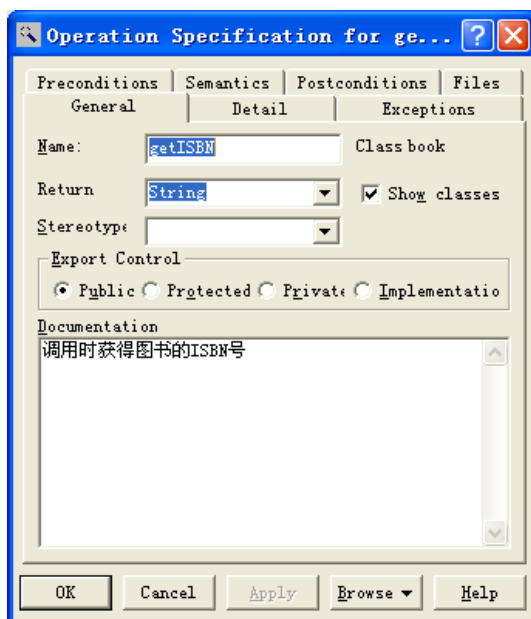 Operation Specification for ge...
Preconditions Semantics Postconditions Files
General Detail Exceptions
Name: getISBN Class book
Return String Show classes
Stereotype
Export Control
Public Protected Private Implementatio
Documentation
调用时获得图书的ISBN号
OK Cancel Apply Browse Help